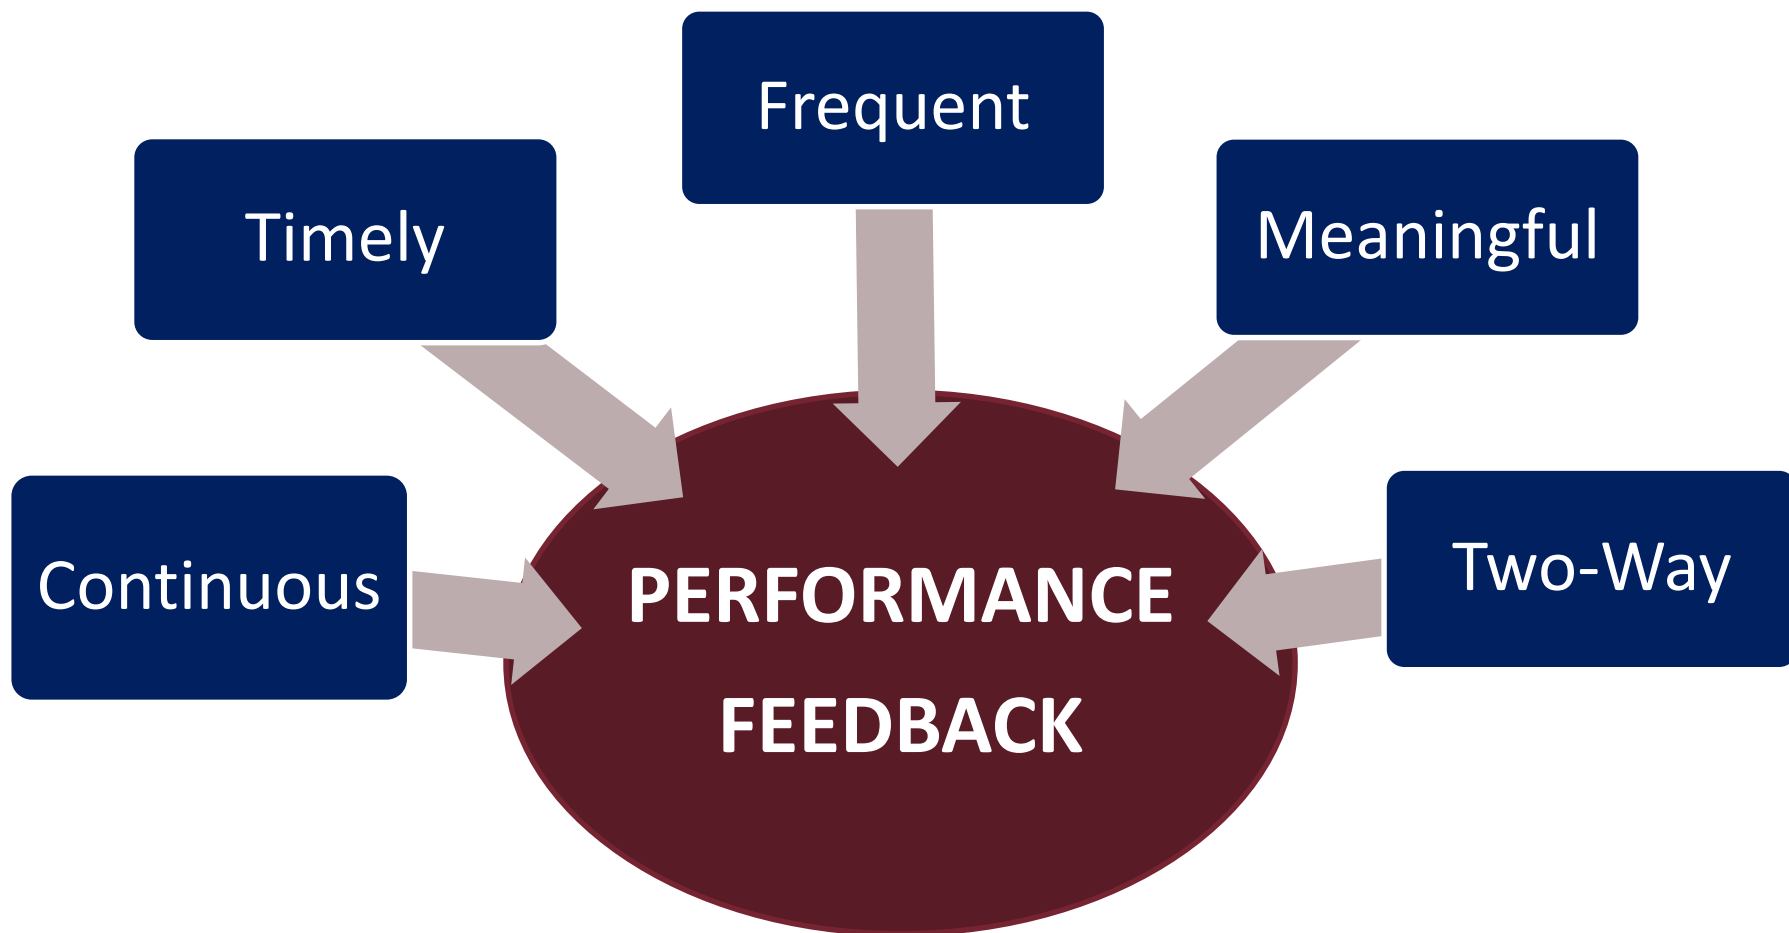 Frequent
Timely
Meaningful
Continuous
Two-Way
PERFORMANCE
FEEDBACK